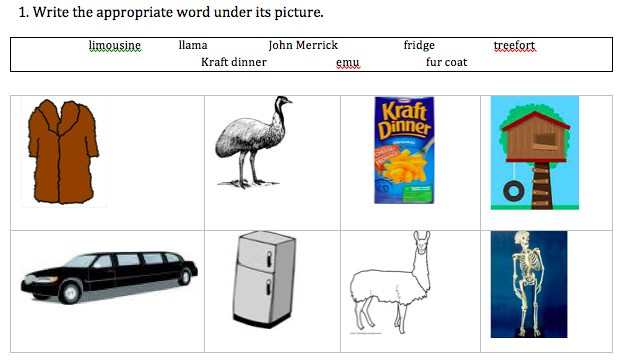 1. Write the appropriate word under its picture.
limousine llama John Merrick fridge treefort
Kraft dinner emu fur coat
Kraft
Dinner
ORIGINAL